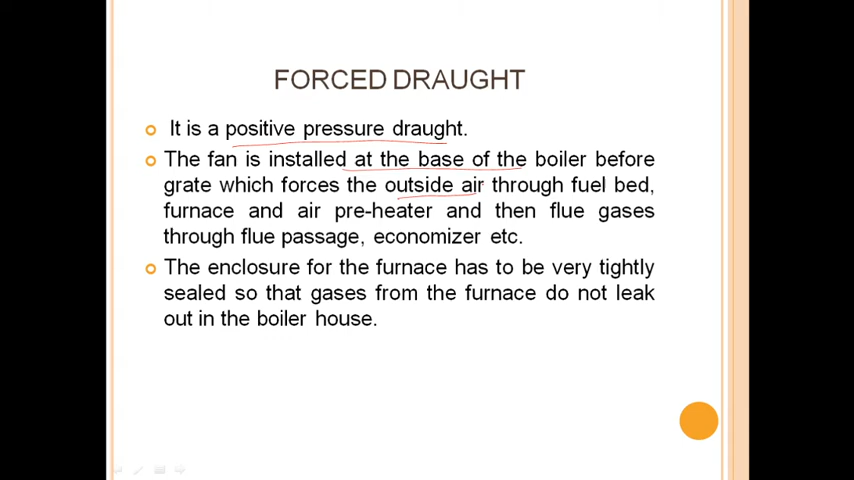 FORCED DRAUGHT
It is a positive pressure draught.
The fan is installed at the base of the boiler before
grate which forces the outside air through fuel bed,
furnace and air pre-heater and then flue gases
through flue passage, economizer etc.
The enclosure for the furnace has to be very tightly
sealed so that gases from the furnace do not leak
out in the boiler house.